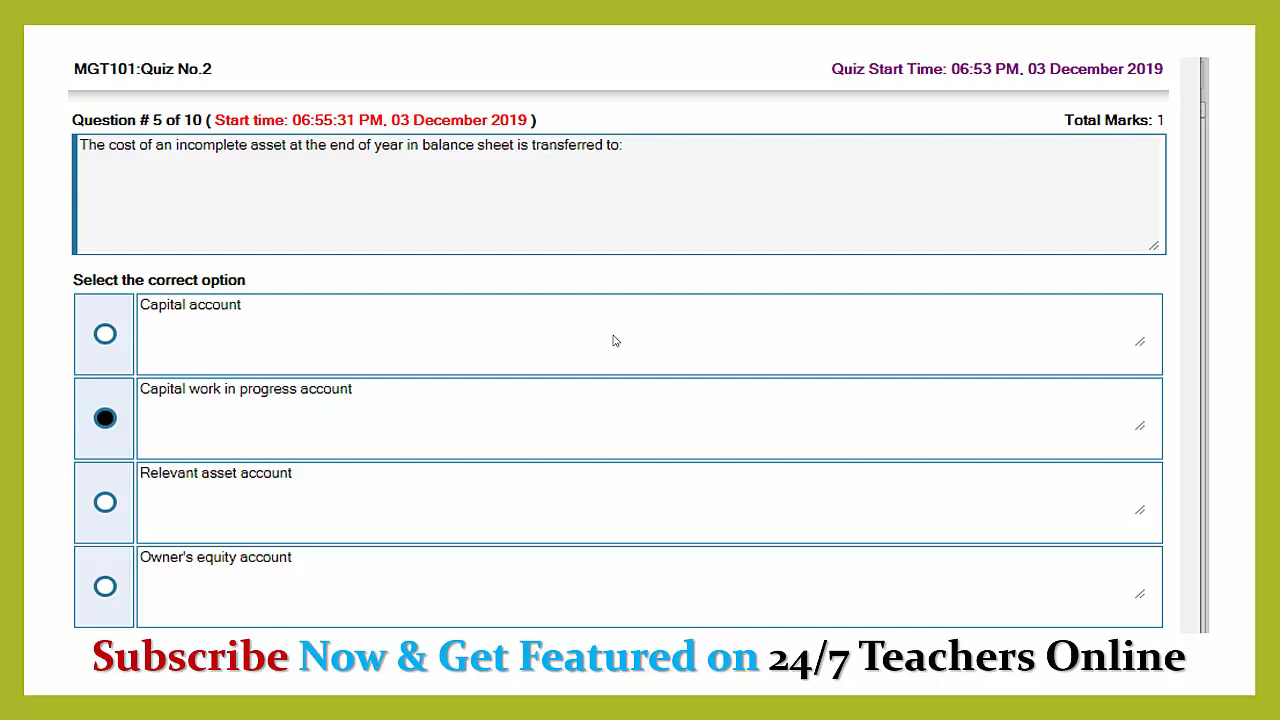 MGT101:Quiz No.2
Quiz Start Time: 06:53 PM, 03 December 2019
Question # 5 of 10 ( Start time: 06:55:31 PM, 03 December 2019 )
Total Marks: 1
The cost of an incomplete asset at the end of year in balance sheet is transferred to:
Select the correct option
Capital account
Capital work in progress account
Relevant asset account
Owner's equity account
Subscribe Now & Get Featured on 24/7 Teachers Online